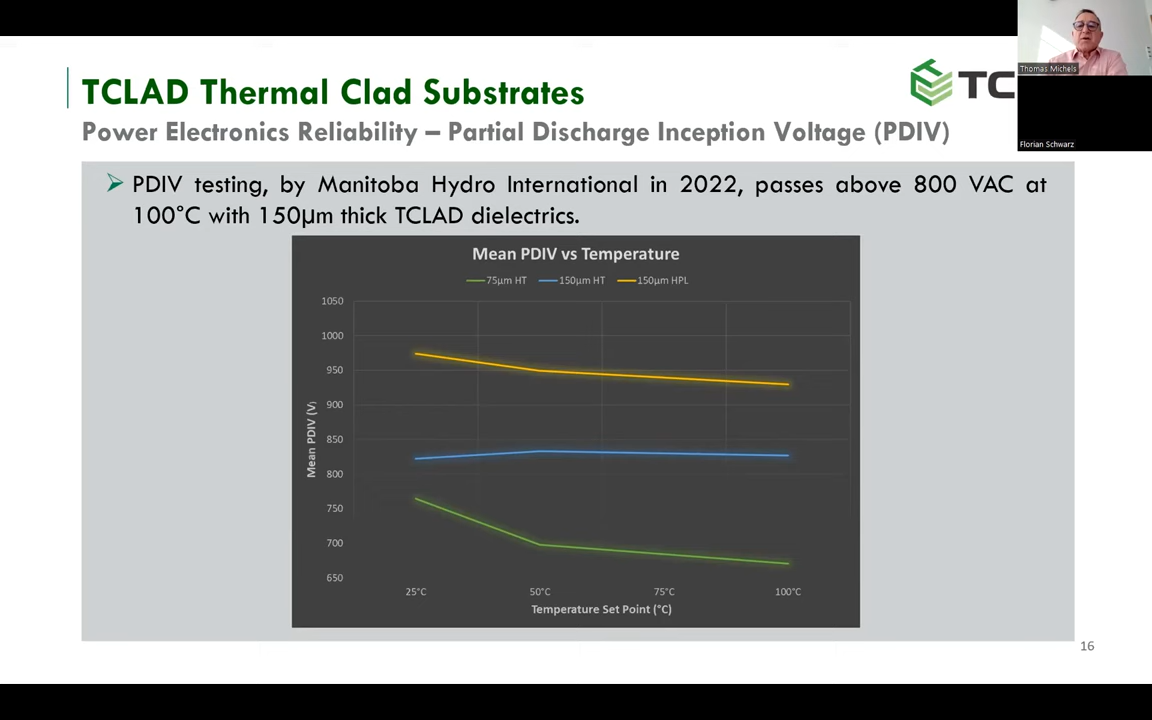 TCLAD Thermal Clad Substrates
TC
Thomas Michels
Power Electronics Reliability – Partial Discharge Inception Voltage (PDIV)
Florian Schwarz
PDIV testing, by Manitoba Hydro International in 2022, passes above 800 VAC at
100°C with 150µm thick TCLAD dielectrics.
Mean PDIV vs Temperature
75µm HT 150µm HT 150µm HPL
1050
1000
950
900
850
800
750
700
650
Mean PDIV (V)
25°C 50°C 75°C 100°C
Temperature Set Point (°C)
16